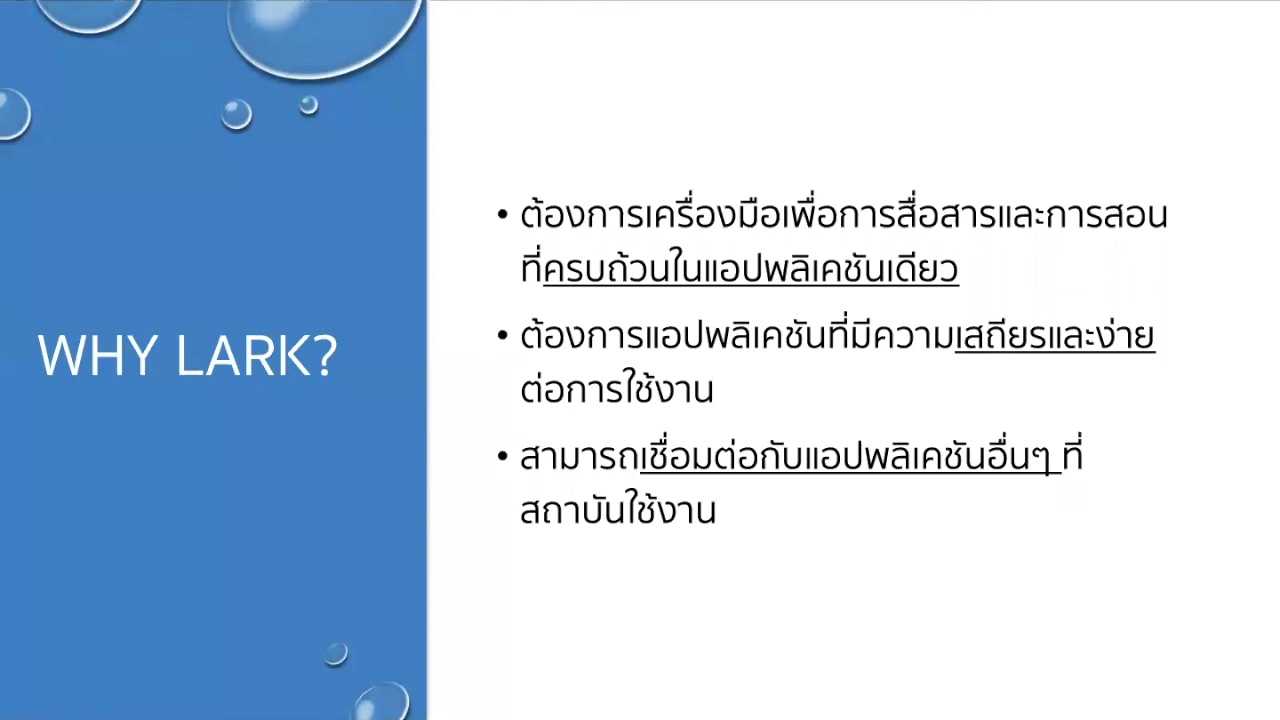 WHY LARK?
• ต้องการเครื่องมือเพื่อการสื่อสารและการสอน
ที่ครบถ้วนในแอปพลิเคชันเดียว
• ต้องการแอปพลิเคชันที่มีความเสถียรและง่าย
ต่อการใช้งาน
• สามารถเชื่อมต่อกับแอปพลิเคชันอื่นๆ ที่
สถาบันใช้งาน